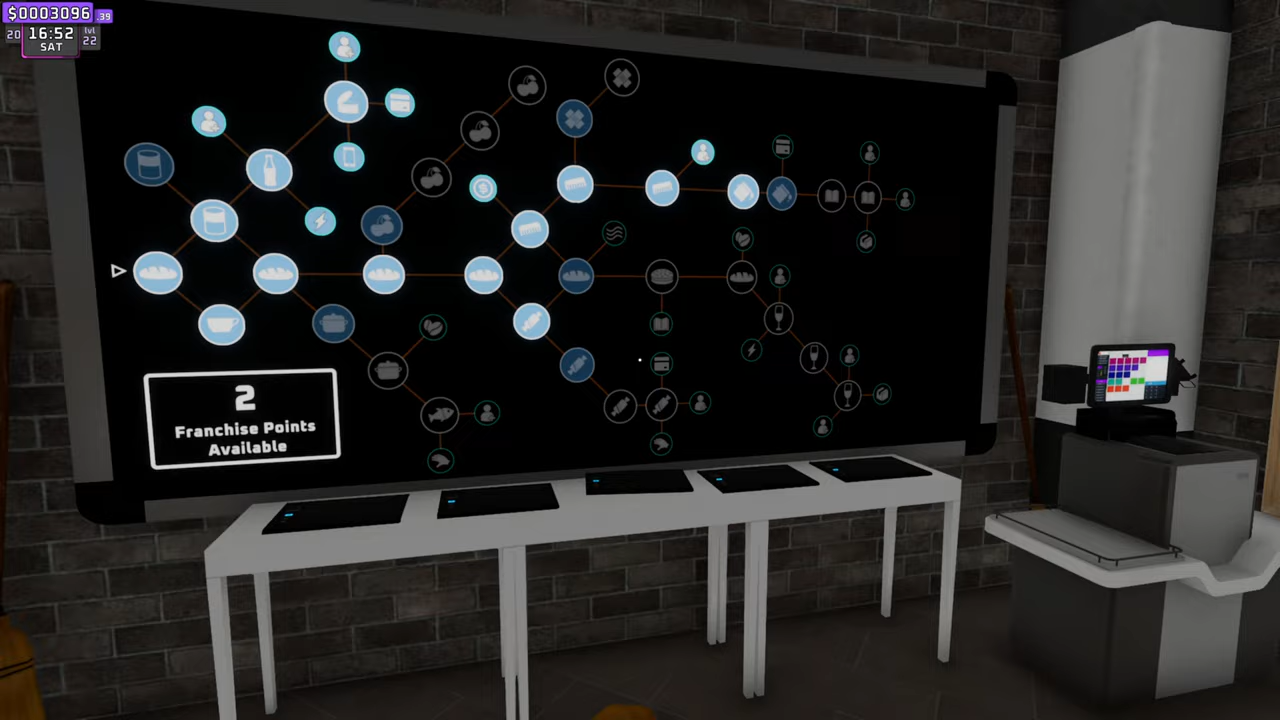 $0003096 .39
20 16:52 lvl
SAT 22
2
Franchise Points
Available